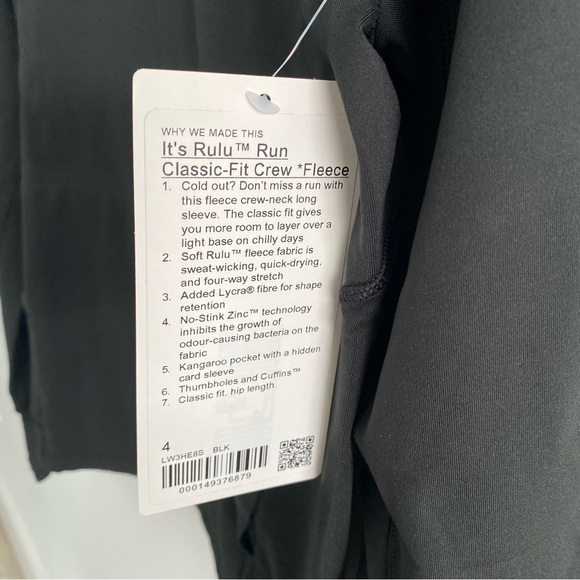 WHY WE MADE THIS
It's Rulu™ Run
Classic-Fit Crew *Fleece
1. Cold out? Don't miss a run with
this fleece crew-neck long
sleeve. The classic fit gives
you more room to layer over a
light base on chilly days
2. Soft Rulu™ fleece fabric is
sweat-wicking, quick-drying,
and four-way stretch
3. Added Lycra® fibre for shape
retention
4. No-Stink Zinc™ technology
inhibits the growth of
odour-causing bacteria on the
fabric
5. Kangaroo pocket with a hidden
card sleeve
6. Thumbholes and Cuffins™
7. Classic fit, hip length
4
LW3HE8S BLK
000149376879